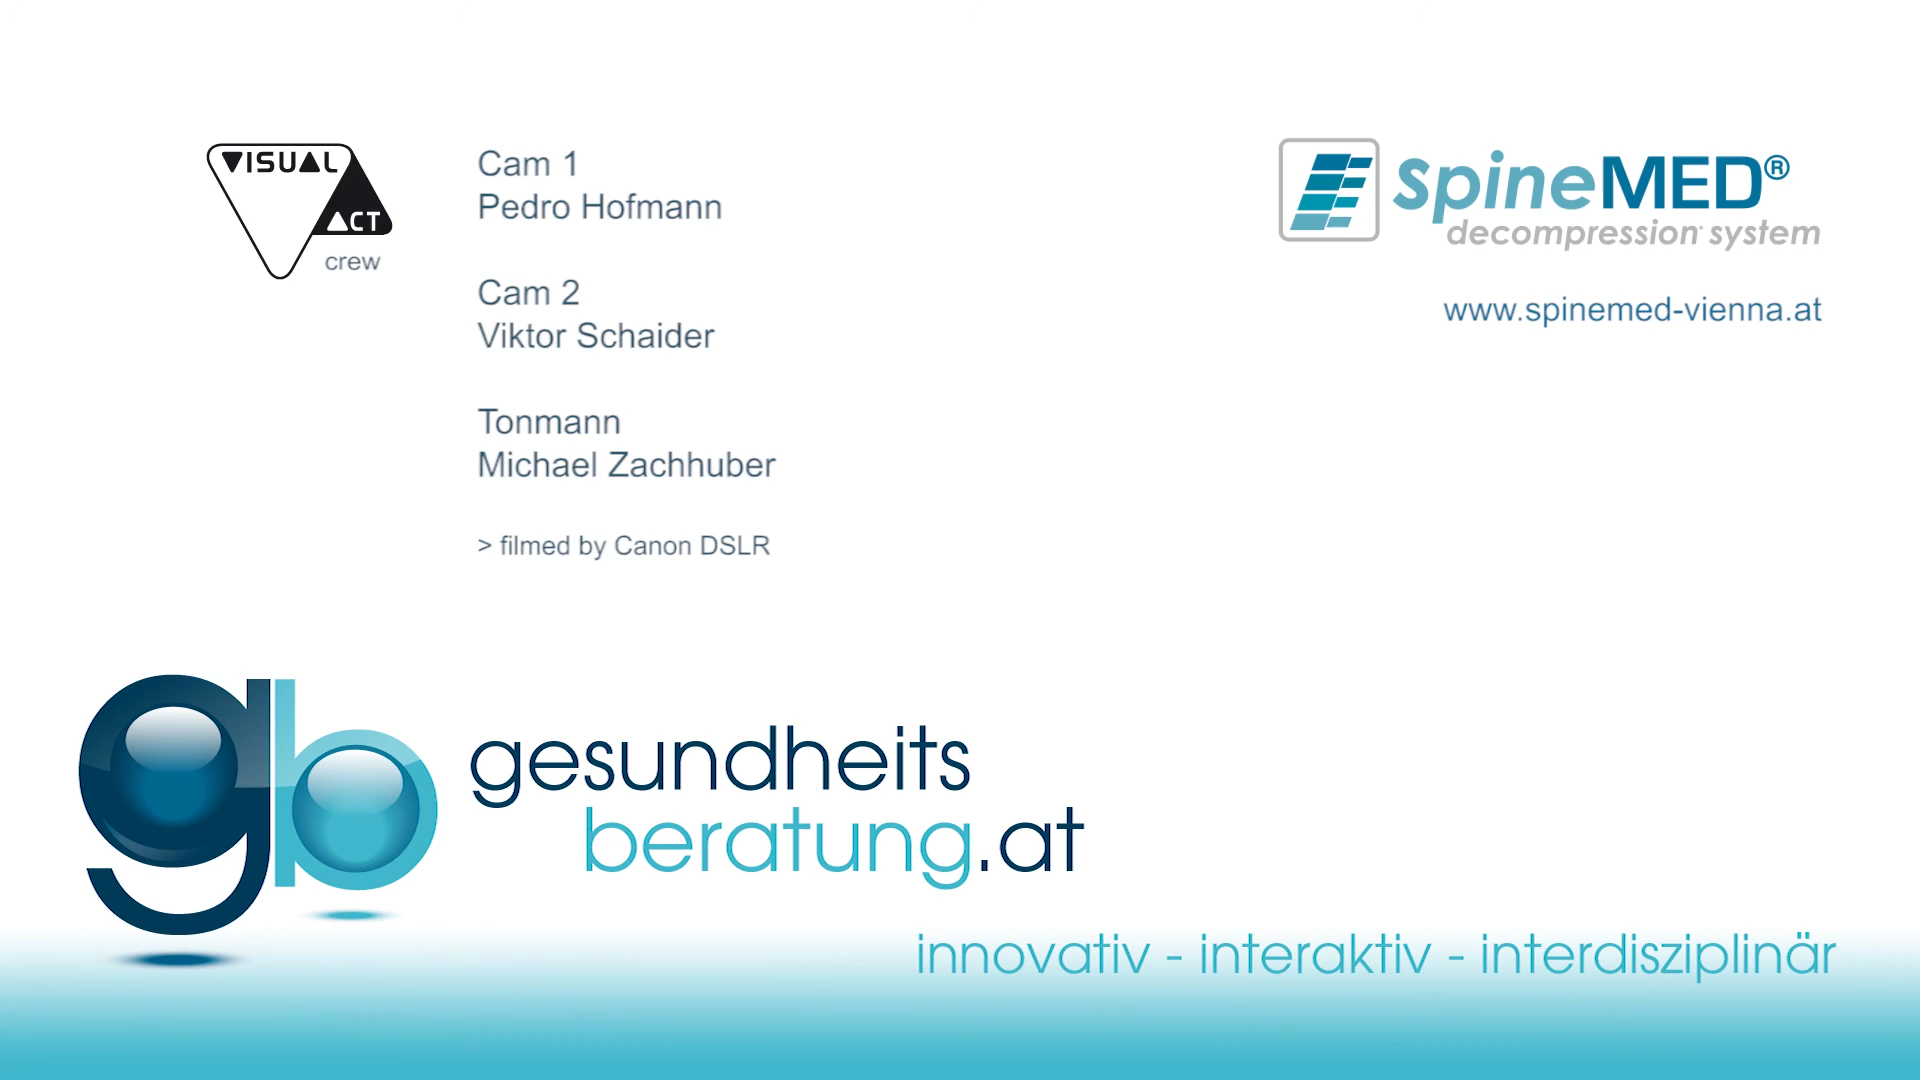 VISUAL
ACT
crew
Cam 1
Pedro Hofmann
Cam 2
Viktor Schaider
Tonmann
Michael Zachhuber
> filmed by Canon DSLR
SpineMED®
decompression system
www.spinemed-vienna.at
gb
gesundheits
beratung.at
innovativ - interaktiv - interdisziplinär